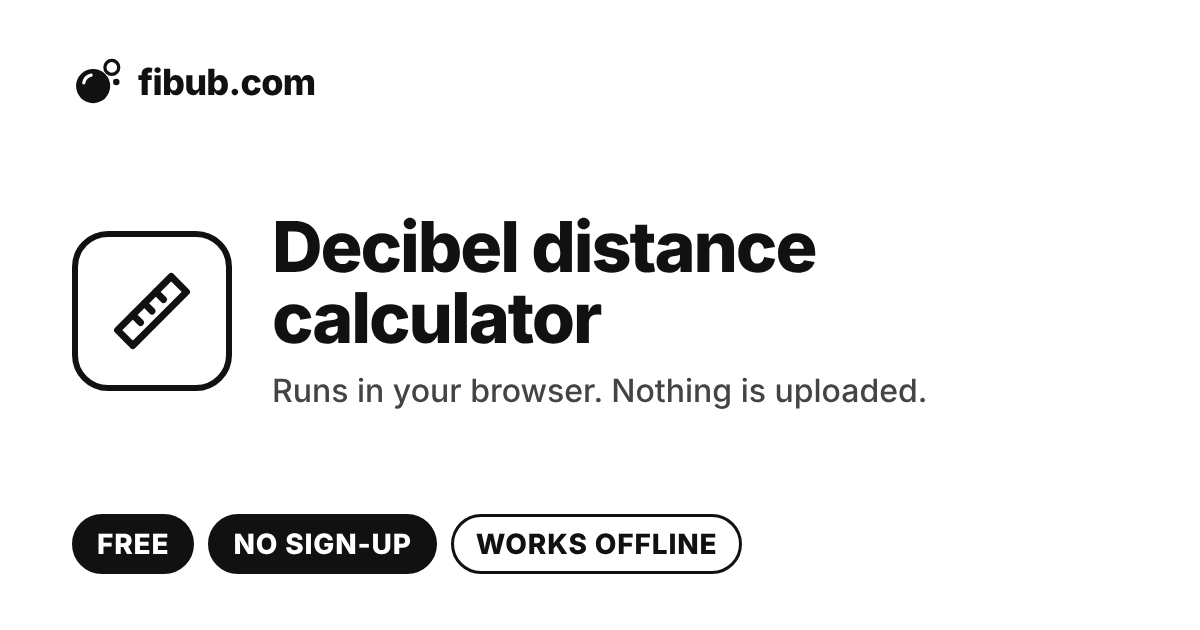 fibub.com
Decibel distance
calculator
Runs in your browser. Nothing is uploaded.
FREE
NO SIGN-UP
WORKS OFFLINE